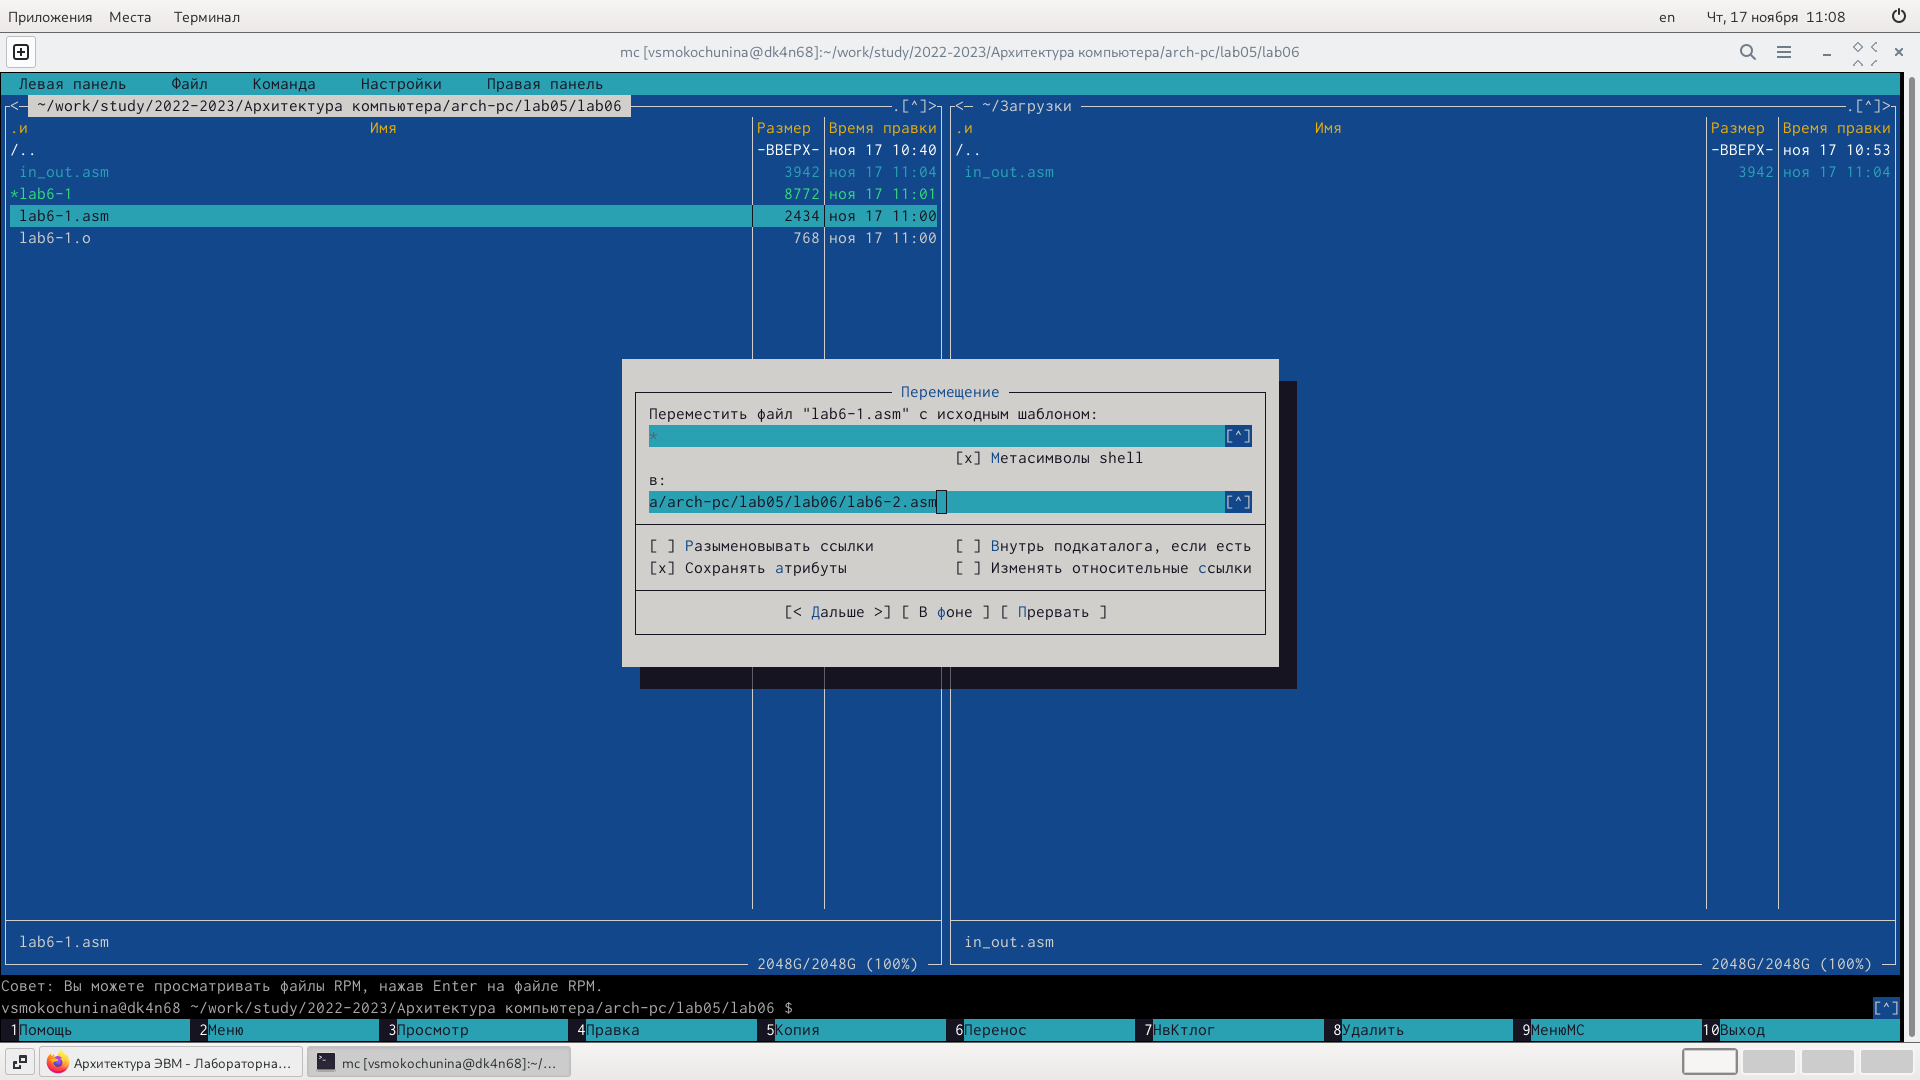 Приложения Места Терминал en Чт, 17 ноября 11:08
mc [vsmokochunina@dk4n68]:~/work/study/2022-2023/Архитектура компьютера/arch-pc/lab05/lab06
Левая панель Файл Команда Настройки Правая панель
<— ~/work/study/2022-2023/Архитектура компьютера/arch-pc/lab05/lab06 .[^]> <— ~/Загрузки .[^]>
.и Имя Размер Время правки .и Имя Размер Время правки
/.. -ВВЕРХ- ноя 17 10:40 /.. -ВВЕРХ- ноя 17 10:53
in_out.asm 3942 ноя 17 11:04 in_out.asm 3942 ноя 17 11:04
*lab6-1 8772 ноя 17 11:01
lab6-1.asm 2434 ноя 17 11:00
lab6-1.o 768 ноя 17 11:00
Перемещение
Переместить файл "lab6-1.asm" с исходным шаблоном:
* [^]
[x] Метасимволы shell
в:
а/arch-pc/lab05/lab06/lab6-2.asm [^]
[ ] Разыменовывать ссылки [ ] Внутрь подкаталога, если есть
[x] Сохранять атрибуты [ ] Изменять относительные ссылки
[< Дальше >] [ В фоне ] [ Прервать ]
lab6-1.asm in_out.asm
2048G/2048G (100%) 2048G/2048G (100%)
Совет: Вы можете просматривать файлы RPM, нажав Enter на файле RPM.
vsmokochunina@dk4n68 ~/work/study/2022-2023/Архитектура компьютера/arch-pc/lab05/lab06 $ [^]
1Помощь 2Меню 3Просмотр 4Правка 5Копия 6Перенос 7НвКтлог 8Удалить 9МенюМС 10Выход
Архитектура ЭВМ - Лабораторна... mc [vsmokochunina@dk4n68]:~/...